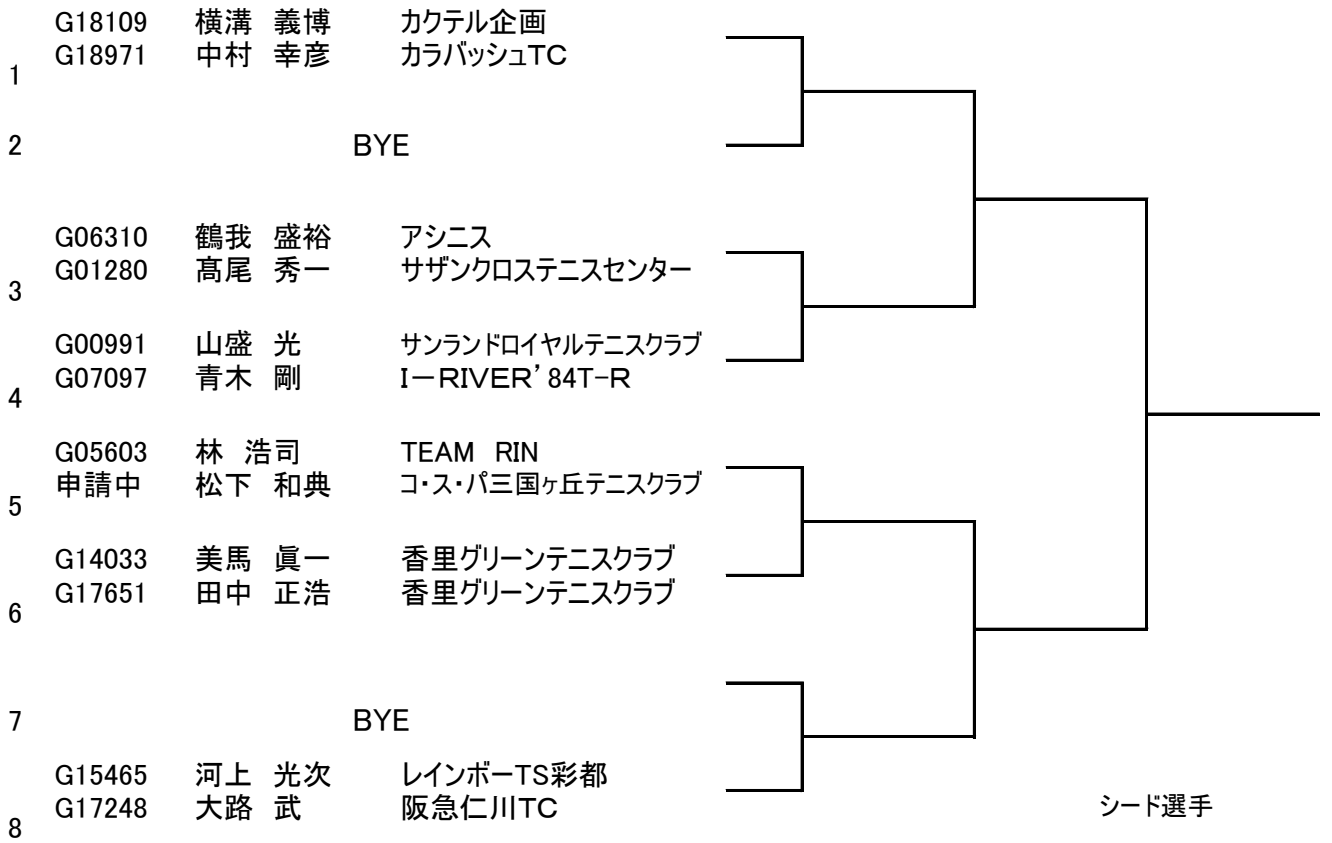 G18109 横溝 義博 カクテル企画
G18971 中村 幸彦 カラバッシュTC
1
2 BYE
G06310 鶴我 盛裕 アシニス
G01280 髙尾 秀一 サザンクロステニスセンター
3
G00991 山盛 光 サンランドロイヤルテニスクラブ
G07097 青木 剛 I－RIVER’84T-R
4
G05603 林 浩司 TEAM RIN
申請中 松下 和典 コ・ス・パ三国ヶ丘テニスクラブ
5
G14033 美馬 眞一 香里グリーンテニスクラブ
G17651 田中 正浩 香里グリーンテニスクラブ
6
7 BYE
G15465 河上 光次 レインボーTS彩都
G17248 大路 武 阪急仁川TC
シード選手
8